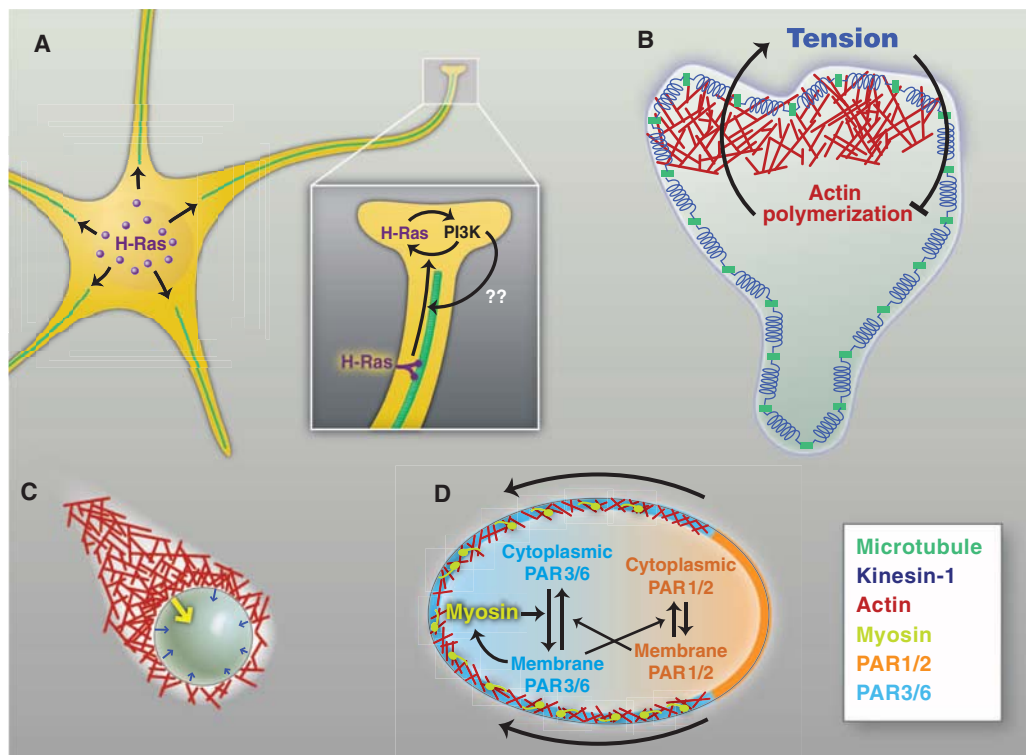 A
H-Ras
H-Ras
PI3K
??
H-Ras
B
Tension
Actin
polymerization
C
D
Cytoplasmic
PAR3/6
Cytoplasmic
PAR1/2
Myosin
Membrane
PAR3/6
Membrane
PAR1/2
Microtubule
Kinesin-1
Actin
Myosin
PAR1/2
PAR3/6